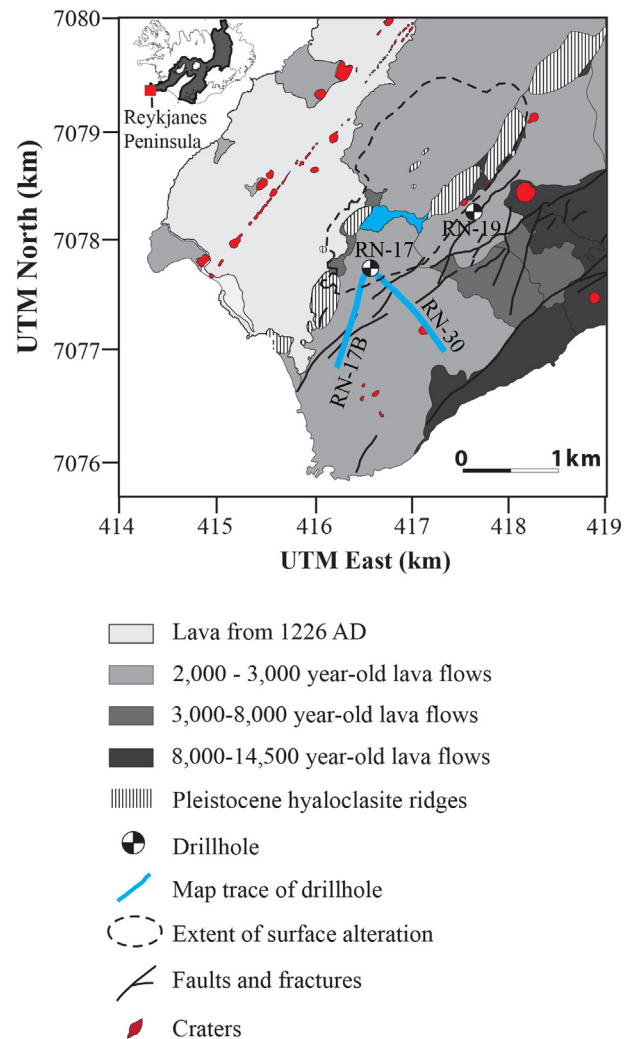 7080
7079
7078
7077
7076
UTM North (km)
Reykjanes
Peninsula
RN-17
RN-19
RN-30
RN-17B
0 1km
414 415 416 417 418 419
UTM East (km)
Lava from 1226 AD
2,000 - 3,000 year-old lava flows
3,000-8,000 year-old lava flows
8,000-14,500 year-old lava flows
Pleistocene hyaloclasite ridges
Drillhole
Map trace of drillhole
Extent of surface alteration
Faults and fractures
Craters